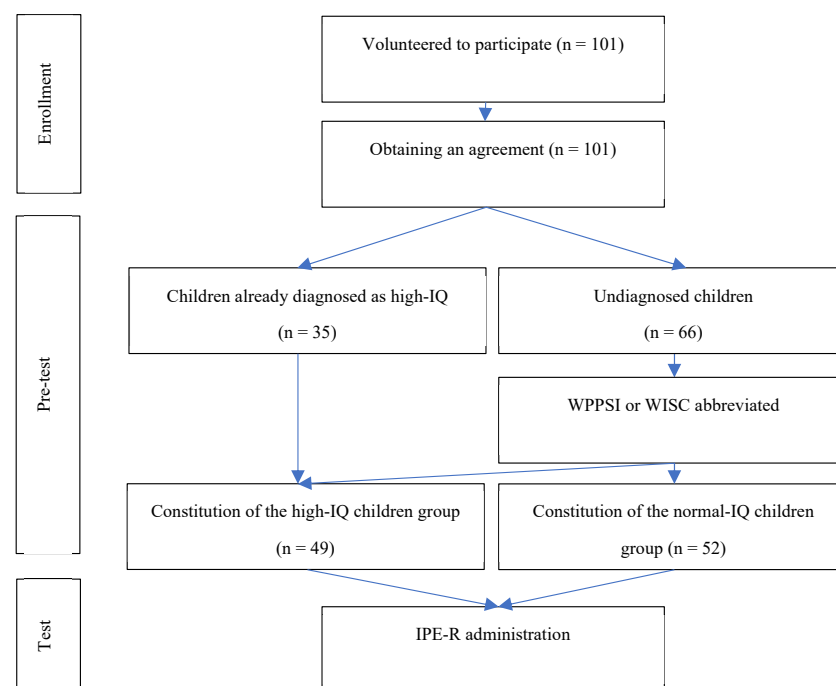 Enrollment
Volunteered to participate (n = 101)
Obtaining an agreement (n = 101)
Pre-test
Children already diagnosed as high-IQ
(n = 35)
Undiagnosed children
(n = 66)
WPPSI or WISC abbreviated
Constitution of the high-IQ children group
(n = 49)
Constitution of the normal-IQ children
group (n = 52)
Test
IPE-R administration